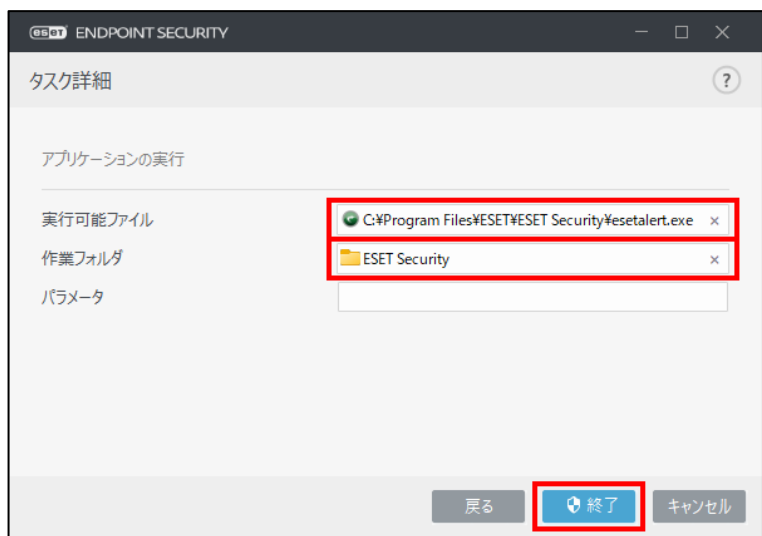 eset ENDPOINT SECURITY
タスク詳細
?
アプリケーションの実行
実行可能ファイル C:¥Program Files¥ESET¥ESET Security¥esetalert.exe ×
作業フォルダ ESET Security ×
パラメータ
戻る 終了 キャンセル